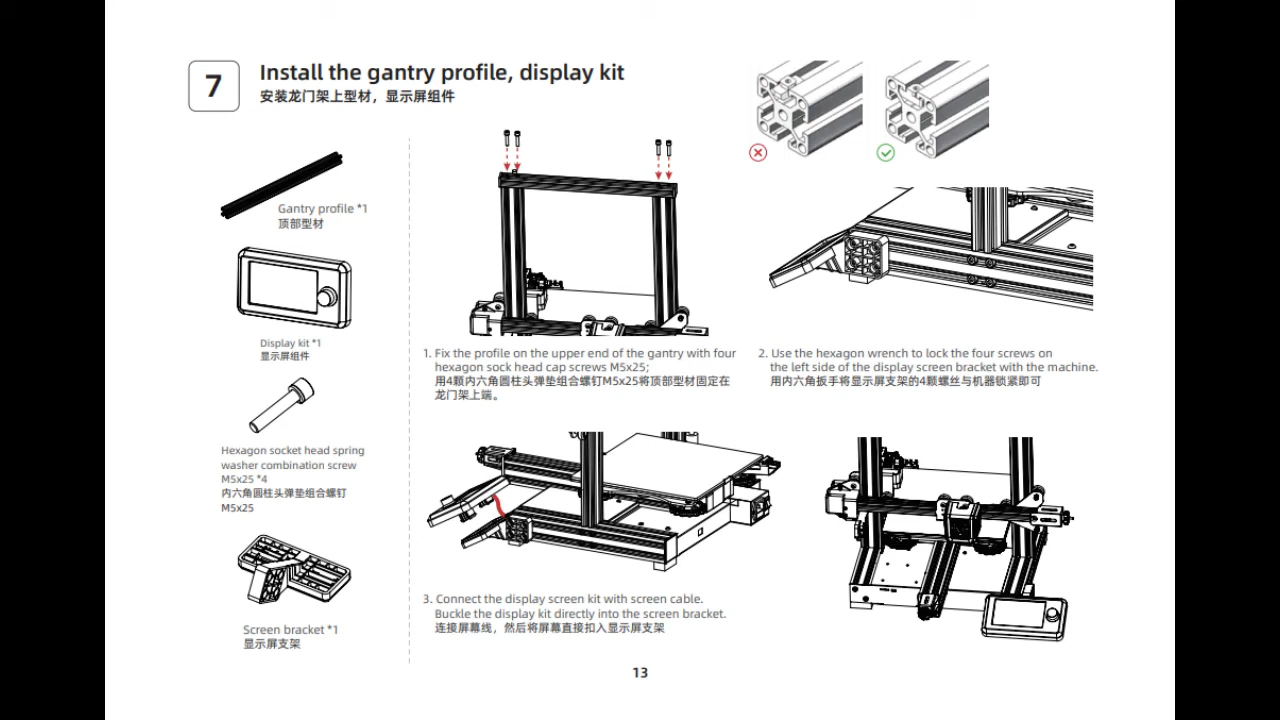 7
Install the gantry profile, display kit
安装龙门架上型材，显示屏组件
Gantry profile *1
顶部型材
Display kit *1
显示屏组件
Hexagon socket head spring
washer combination screw
M5x25 *4
内六角圆柱头弹垫组合螺钉
M5x25
Screen bracket *1
显示屏支架
1. Fix the profile on the upper end of the gantry with four
hexagon sock head cap screws M5x25;
用4颗内六角圆柱头弹垫组合螺钉M5x25将顶部型材固定在
龙门架上端。
2. Use the hexagon wrench to lock the four screws on
the left side of the display screen bracket with the machine.
用内六角扳手将显示屏支架的4颗螺丝与机器锁紧即可
3. Connect the display screen kit with screen cable.
Buckle the display kit directly into the screen bracket.
连接屏幕线，然后将屏幕直接扣入显示屏支架
13